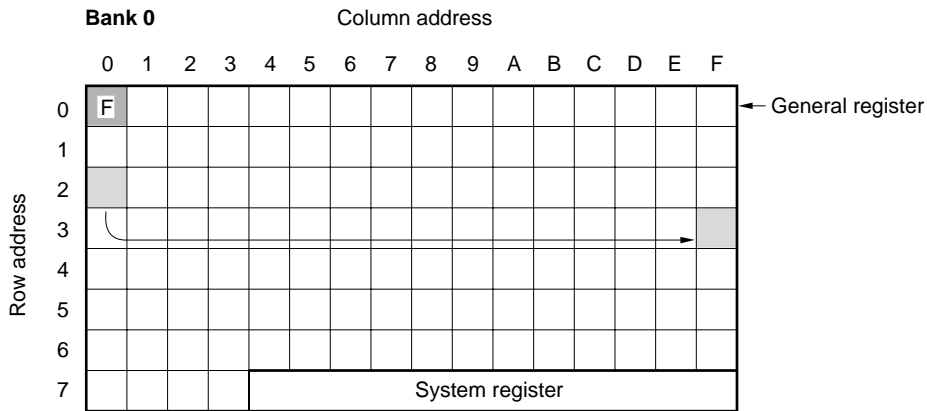 Bank 0 Column address
0 1 2 3 4 5 6 7 8 9 A B C D E F
0 F General register
1
2
3
4
5
6
7 System register
Row address